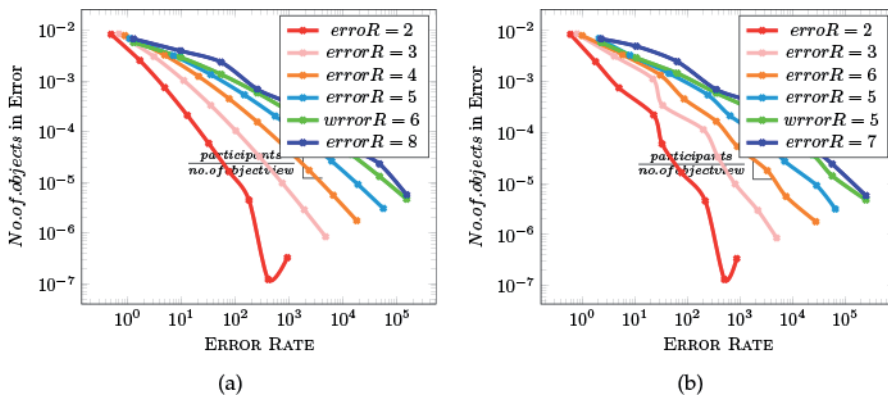 10^−2
10^−3
10^−4
10^−5
10^−6
10^−7
No.of.objects in Error
erroR = 2
errorR = 3
errorR = 4
errorR = 5
wrrorR = 6
errorR = 8
participants
no.of.objectview
10^0 10^1 10^2 10^3 10^4 10^5
ERROR RATE
(a)
10^−2
10^−3
10^−4
10^−5
10^−6
10^−7
No.of.objects in Error
erroR = 2
errorR = 3
errorR = 6
errorR = 5
wrrorR = 5
errorR = 7
participants
no.of.objectview
10^0 10^1 10^2 10^3 10^4 10^5
ERROR RATE
(b)